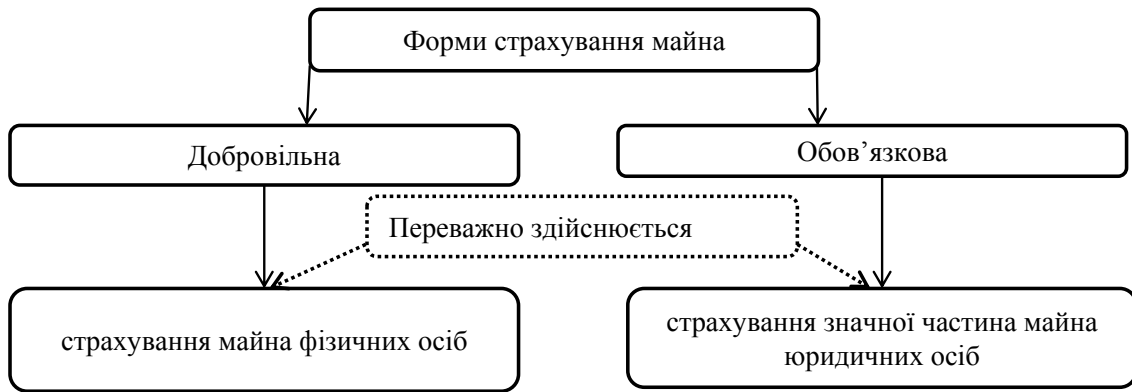 Форми страхування майна
Добровільна
Обов’язкова
Переважно здійснюється
страхування майна фізичних осіб
страхування значної частина майна
юридичних осіб